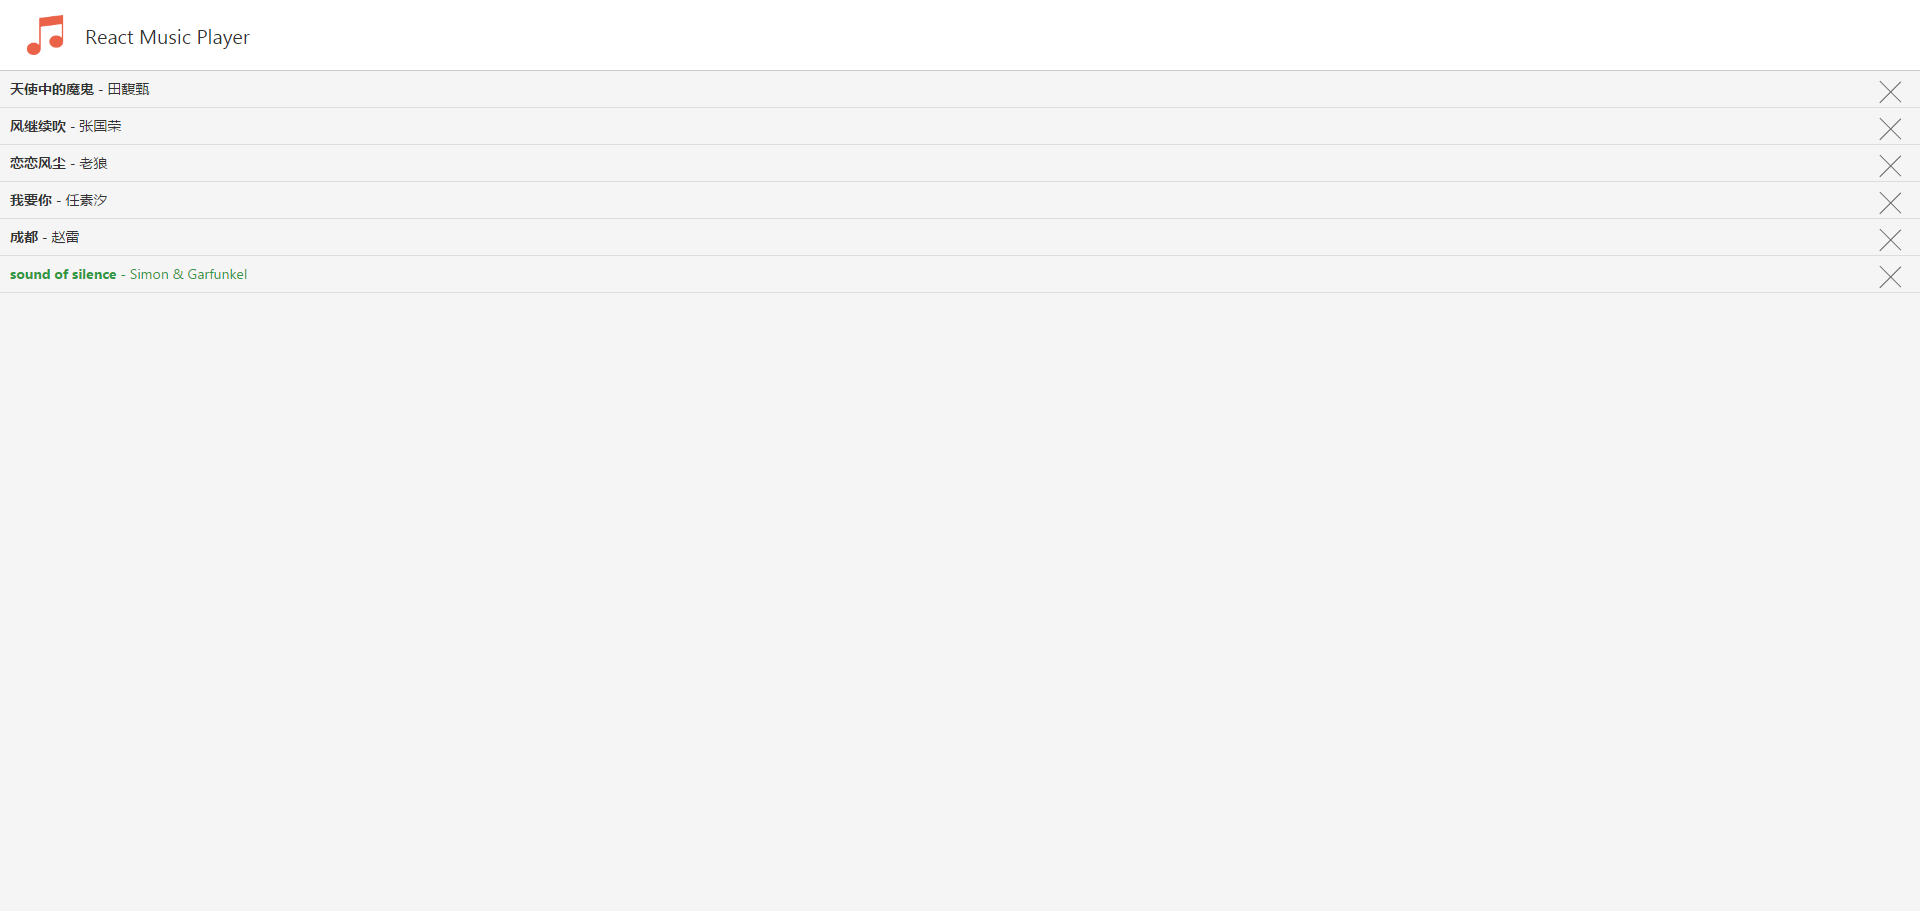 React Music Player
天使中的魔鬼 - 田馥甄
风继续吹 - 张国荣
恋恋风尘 - 老狼
我要你 - 任素汐
成都 - 赵雷
sound of silence - Simon & Garfunkel